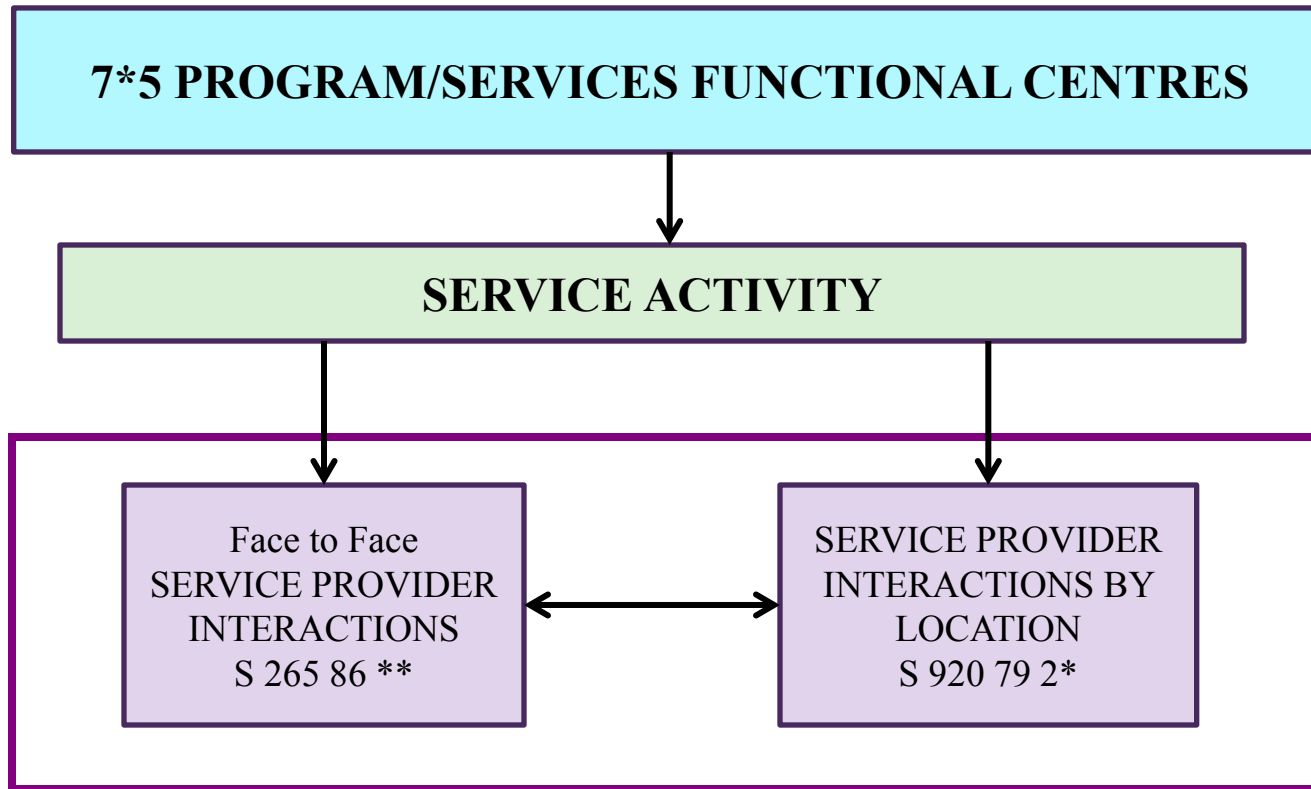 7*5 PROGRAM/SERVICES FUNCTIONAL CENTRES
SERVICE ACTIVITY
Face to Face
SERVICE PROVIDER
INTERACTIONS
S 265 86 **
SERVICE PROVIDER
INTERACTIONS BY
LOCATION
S 920 79 2*